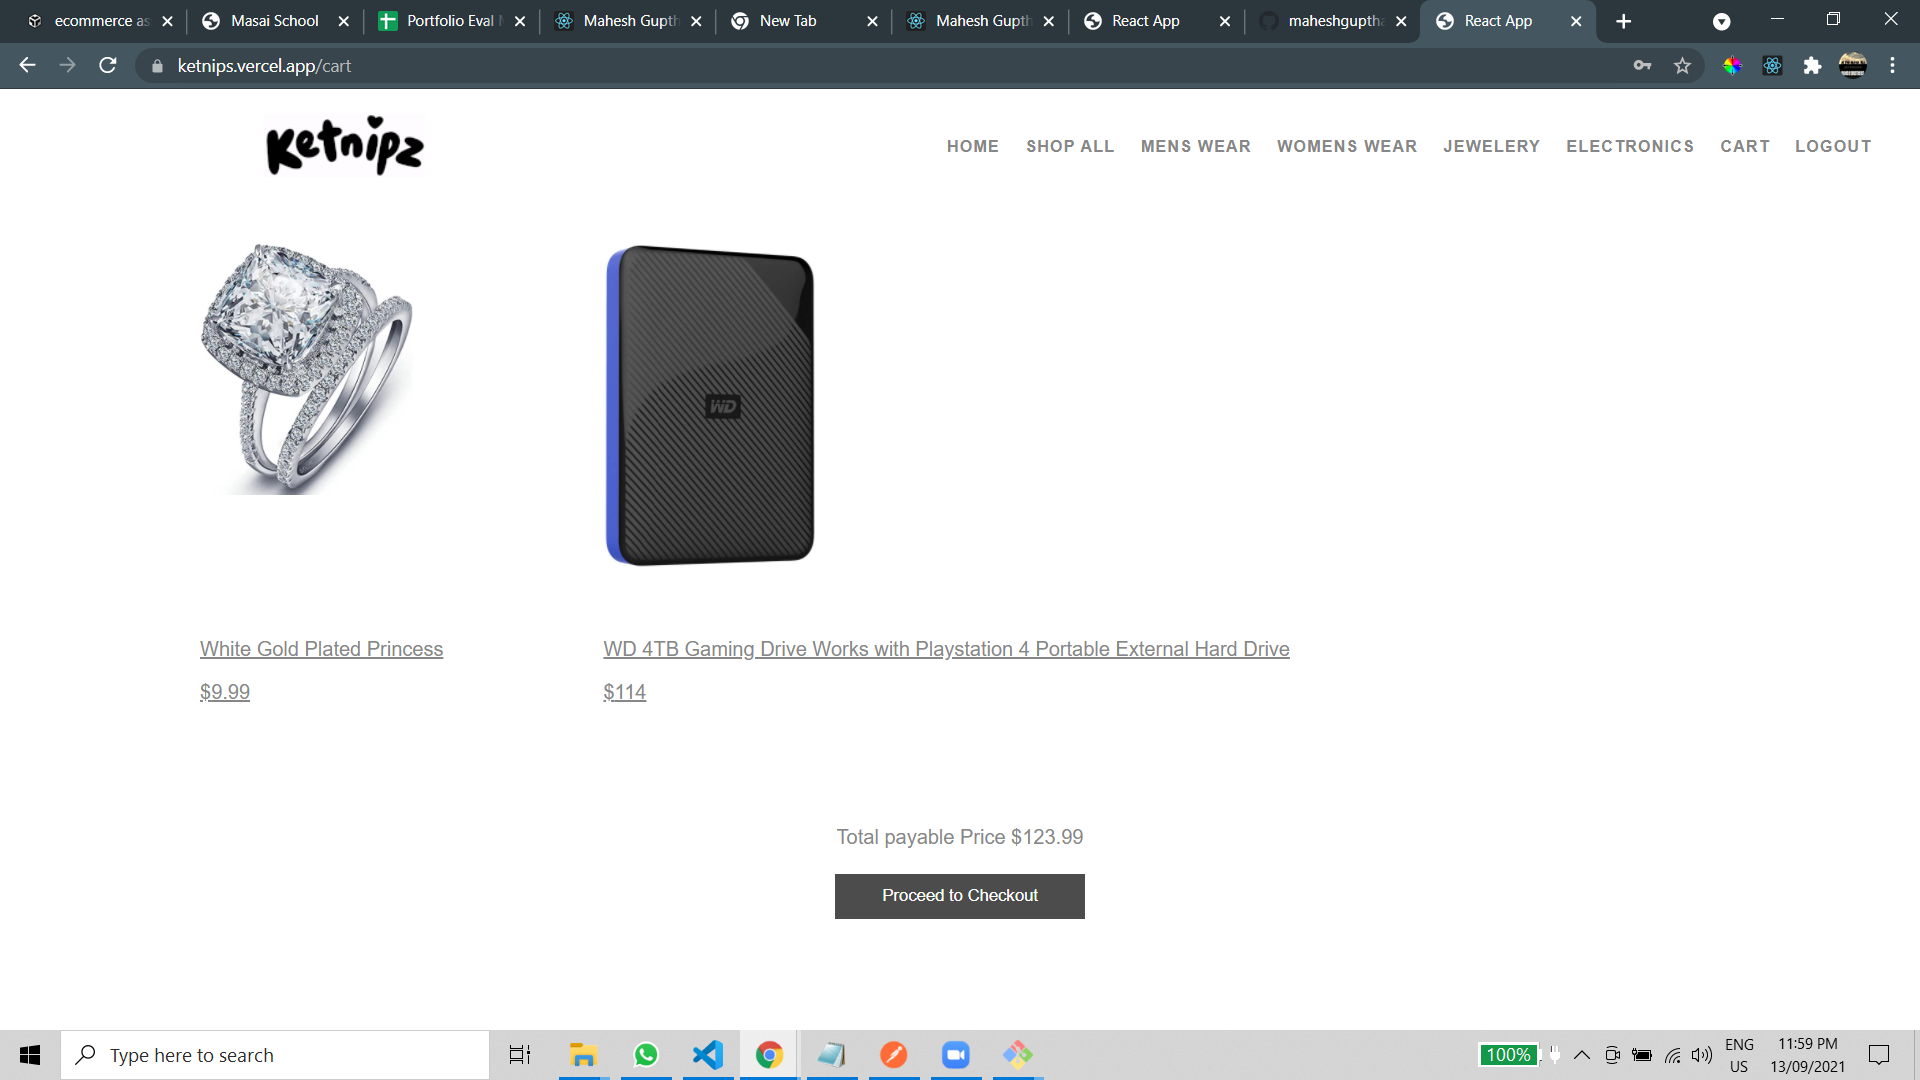 ecommerce as
Masai School
Portfolio Eval M
Mahesh Gupth
New Tab
Mahesh Gupth
React App
maheshguptha
React App
ketnips.vercel.app/cart
Ketnipz
HOME SHOP ALL MENS WEAR WOMENS WEAR JEWELERY ELECTRONICS CART LOGOUT
WD
White Gold Plated Princess
$9.99
WD 4TB Gaming Drive Works with Playstation 4 Portable External Hard Drive
$114
Total payable Price $123.99
Proceed to Checkout
Type here to search
100%
ENG
US
11:59 PM
13/09/2021